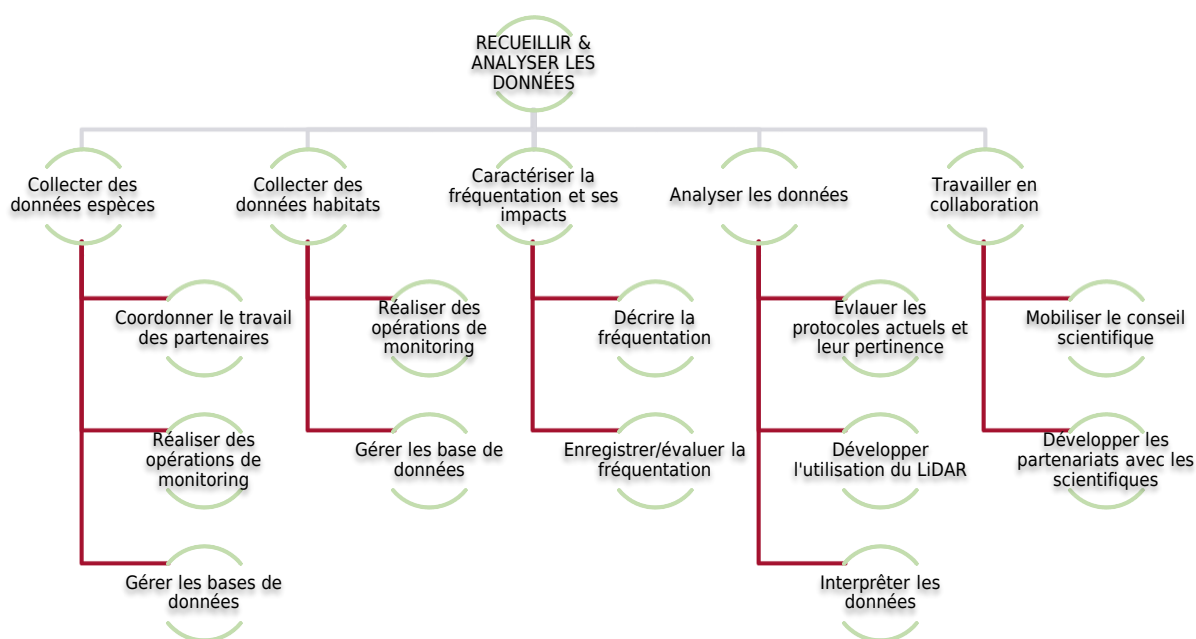 RECUEILLIR &
ANALYSER LES
DONNÉES
Collecter des
données espèces
Collecter des
données habitats
Caractériser la
fréquentation et ses
impacts
Analyser les données
Travailler en
collaboration
Coordonner le travail
des partenaires
Réaliser des
opérations de
monitoring
Gérer les bases de
données
Réaliser des
opérations de
monitoring
Gérer les base de
données
Décrire la
fréquentation
Enregistrer/évaluer la
fréquentation
Evlauer les
protocoles actuels et
leur pertinence
Développer
l'utilisation du LiDAR
Interprêter les
données
Mobiliser le conseil
scientifique
Développer les
partenariats avec les
scientifiques